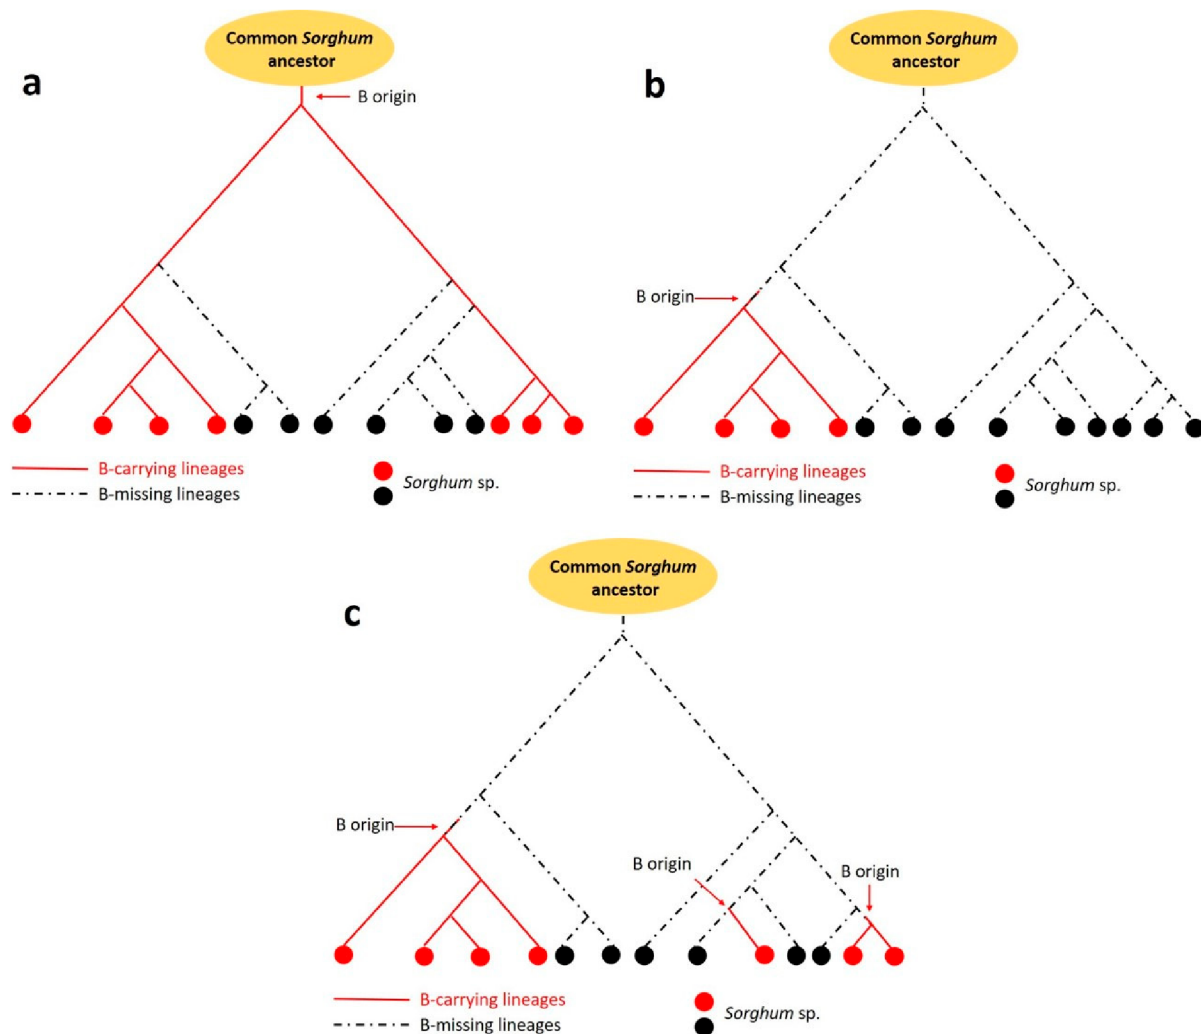 Common Sorghum
ancestor
a
B origin
B-carrying lineages
B-missing lineages
Sorghum sp.
Common Sorghum
ancestor
b
B origin
B-carrying lineages
B-missing lineages
Sorghum sp.
Common Sorghum
ancestor
c
B origin
B origin
B origin
B-carrying lineages
B-missing lineages
Sorghum sp.